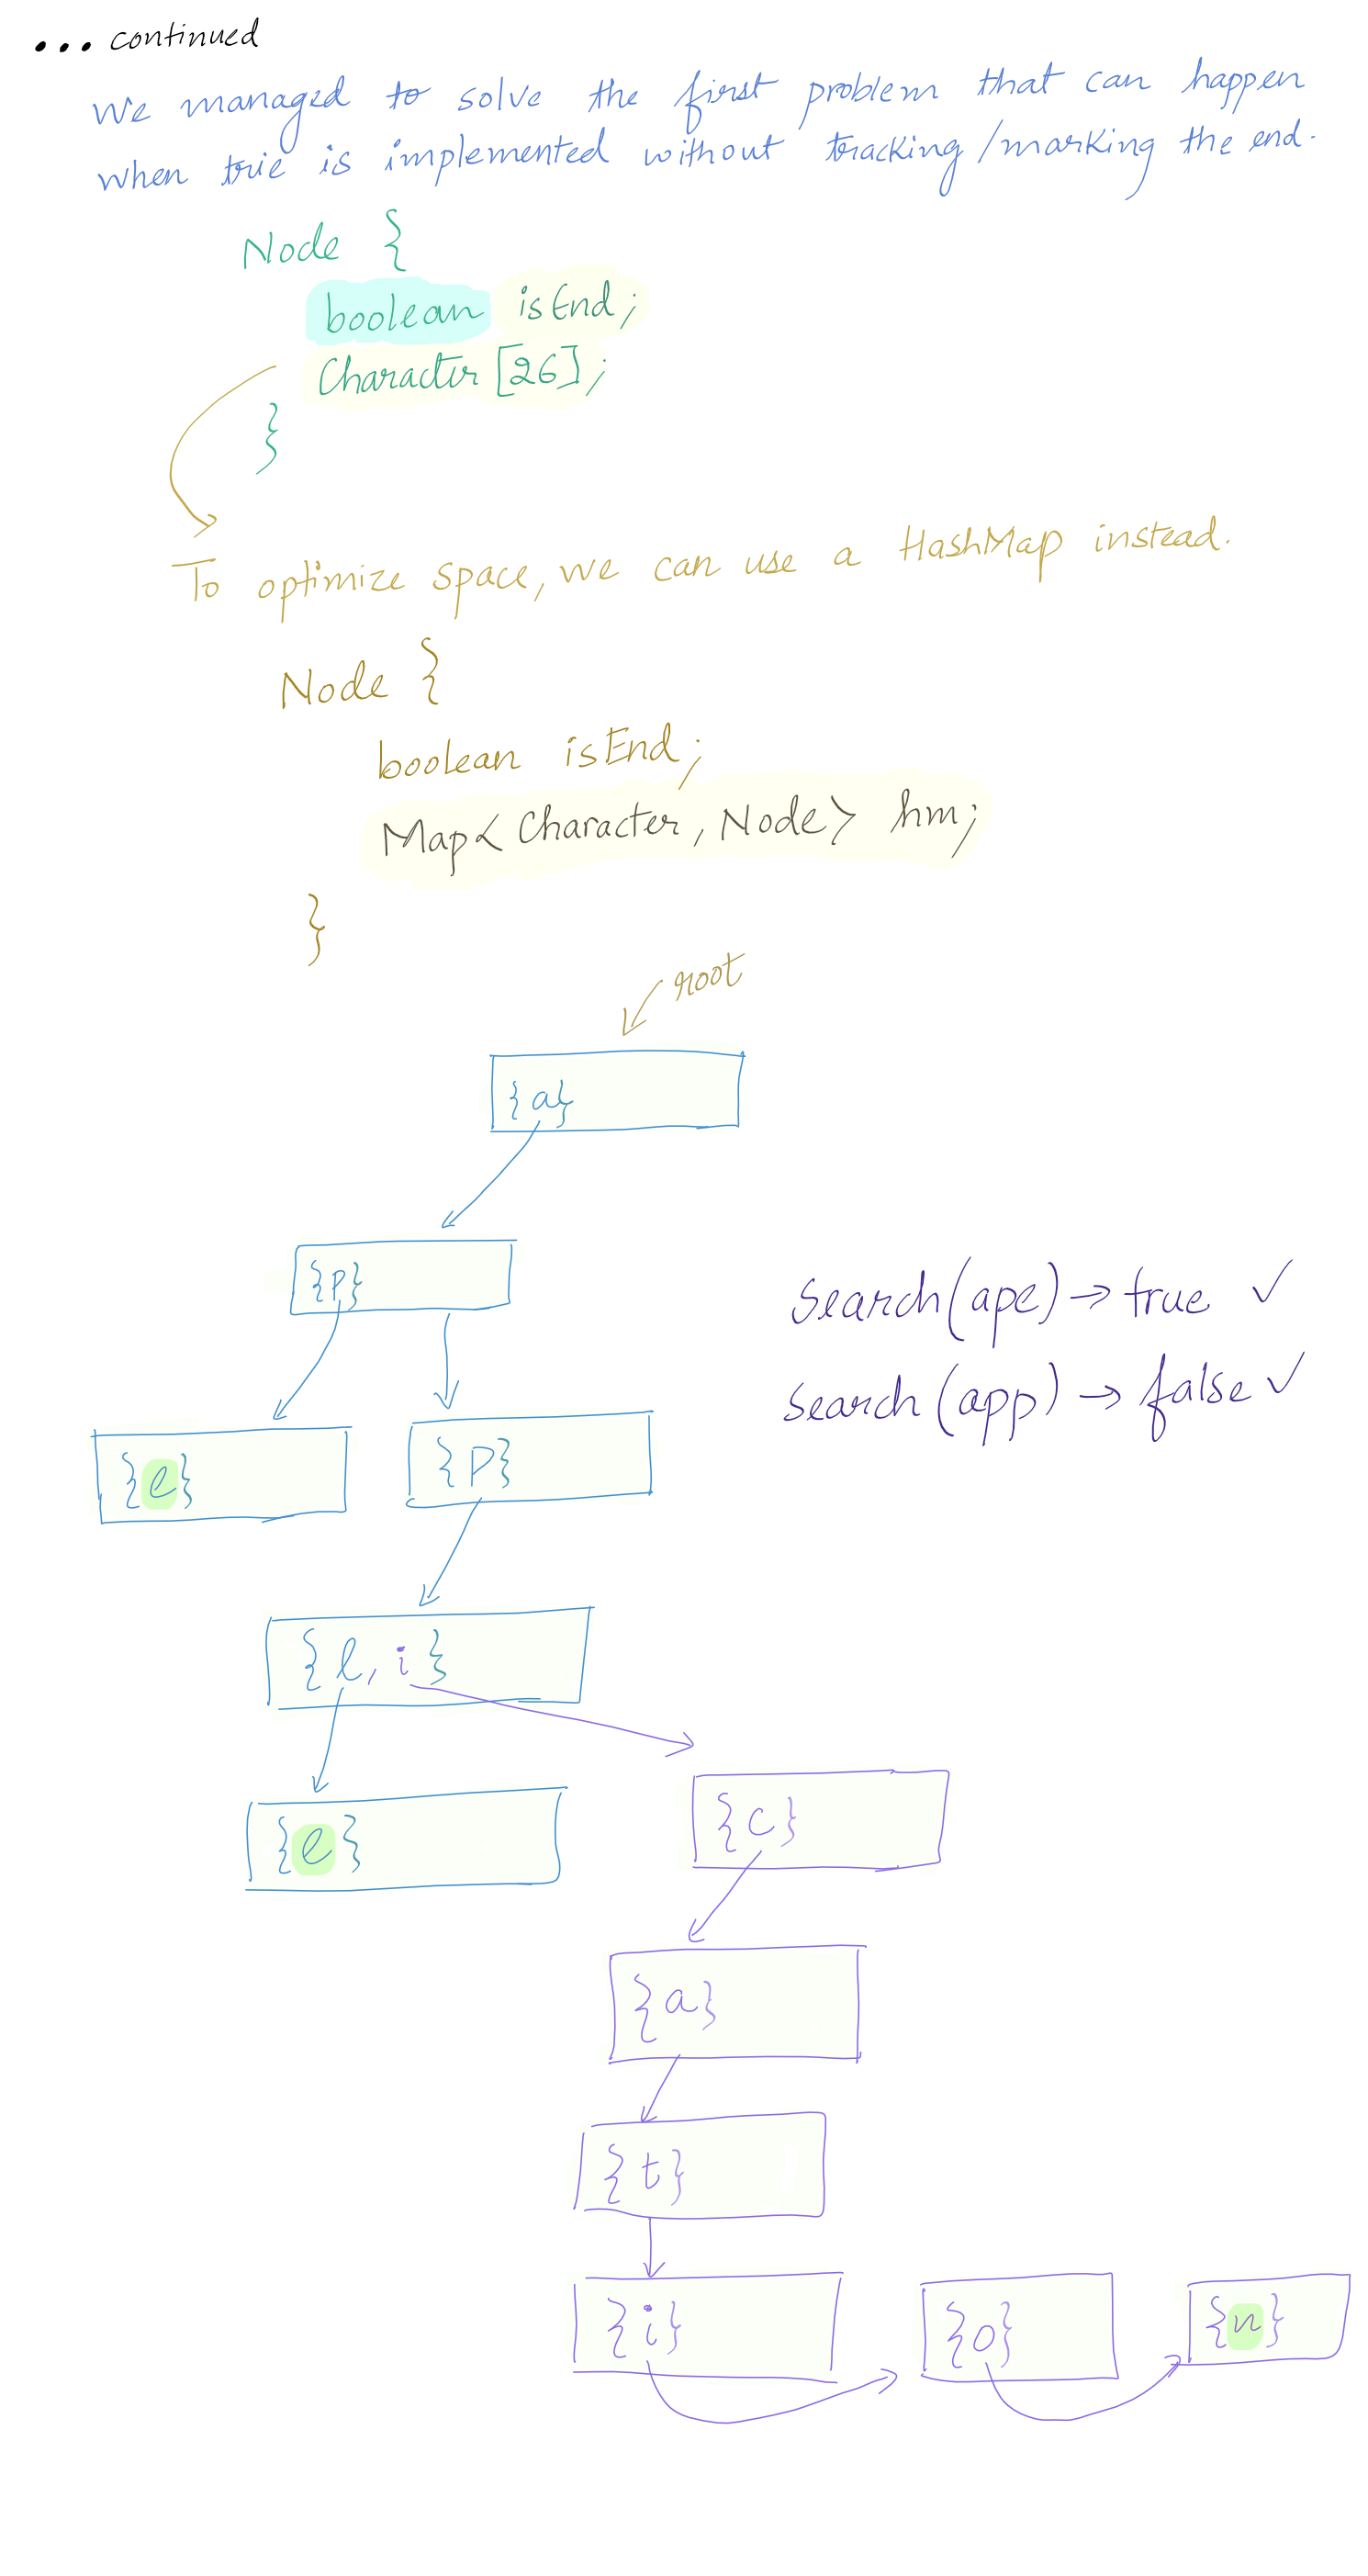 ... continued
We managed to solve the first problem that can happen
when trie is implemented without tracking/marking the end.
Node {
boolean isEnd;
Character [26];
}
To optimize space, we can use a HashMap instead.
Node {
boolean isEnd;
Map< Character, Node> hm;
}
root
{a}
{p}
search(ape) → true ✓
search(app) → false ✓
{e} {p}
{l, i}
{e} {c}
{a}
{t}
{i} {o} {n}